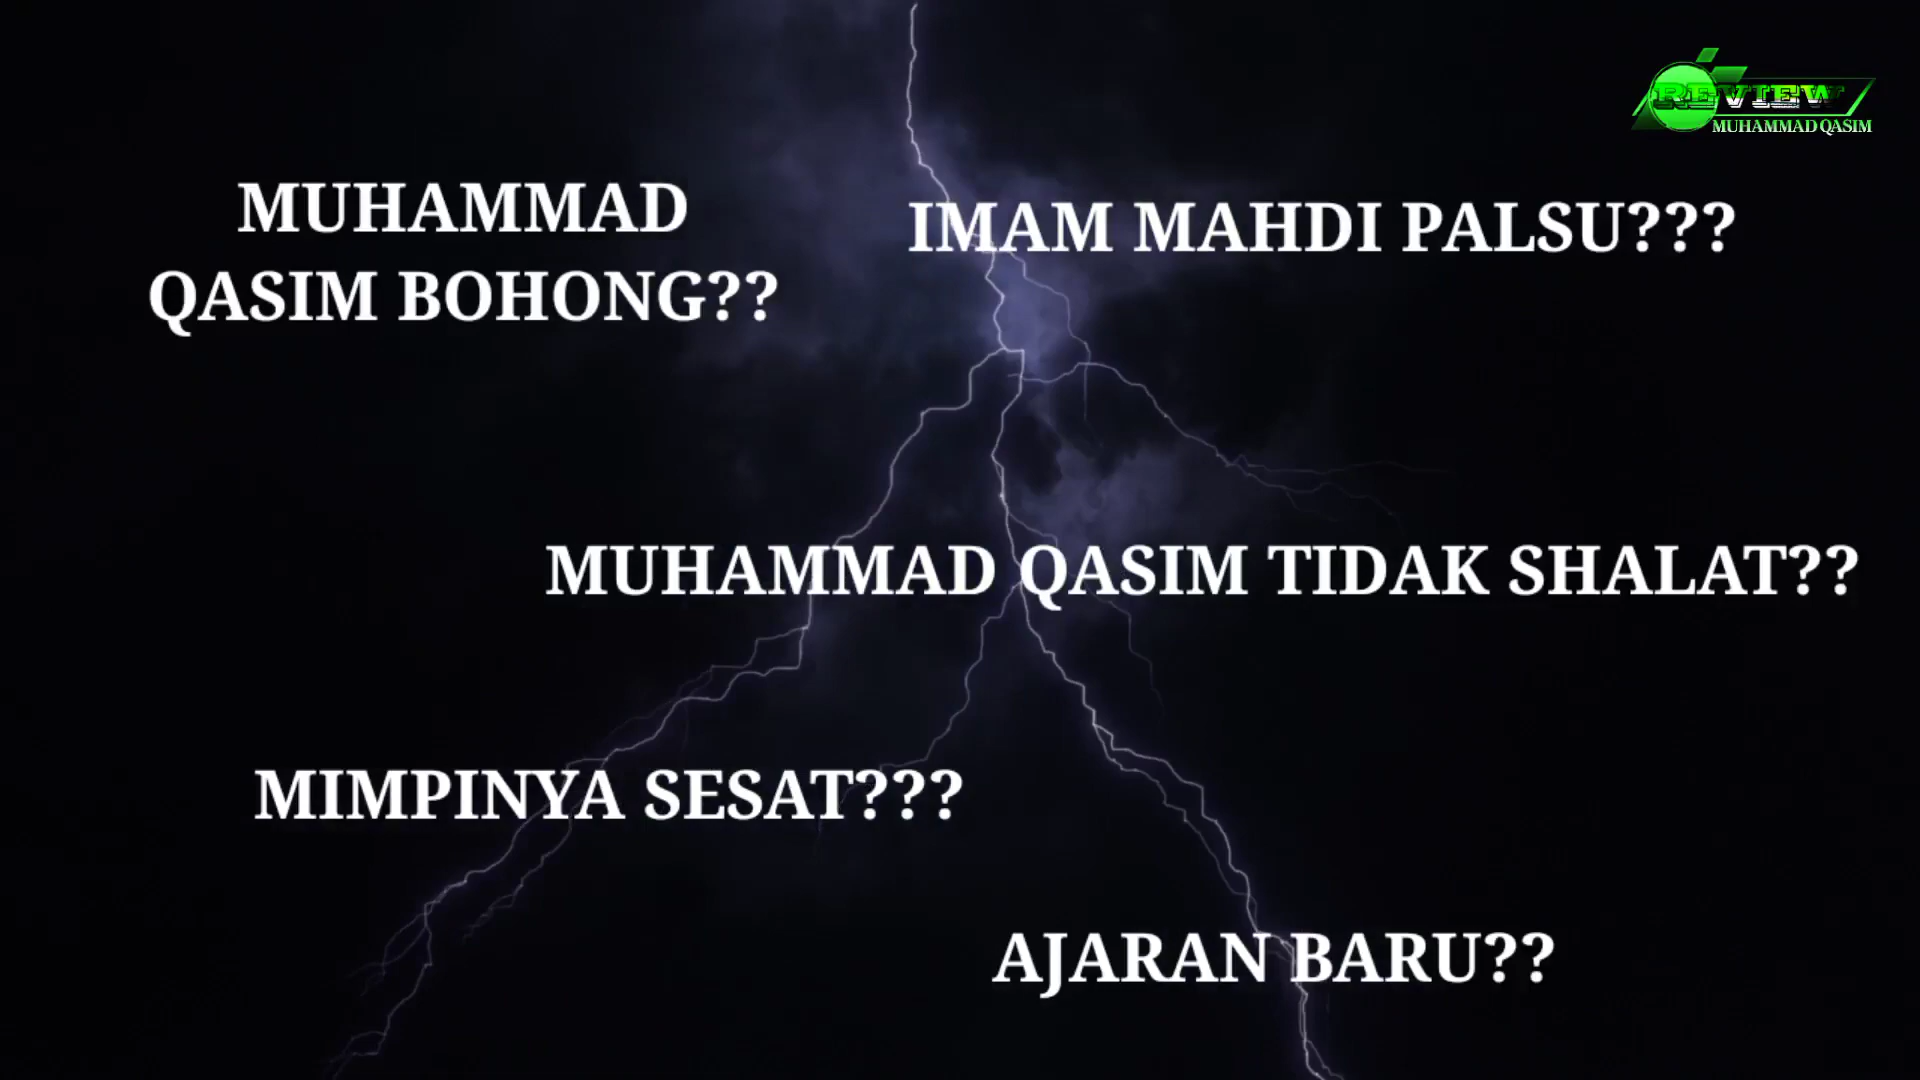 REVIEW
MUHAMMAD QASIM
MUHAMMAD
QASIM BOHONG??
IMAM MAHDI PALSU???
MUHAMMAD QASIM TIDAK SHALAT??
MIMPINYA SESAT???
AJARAN BARU??